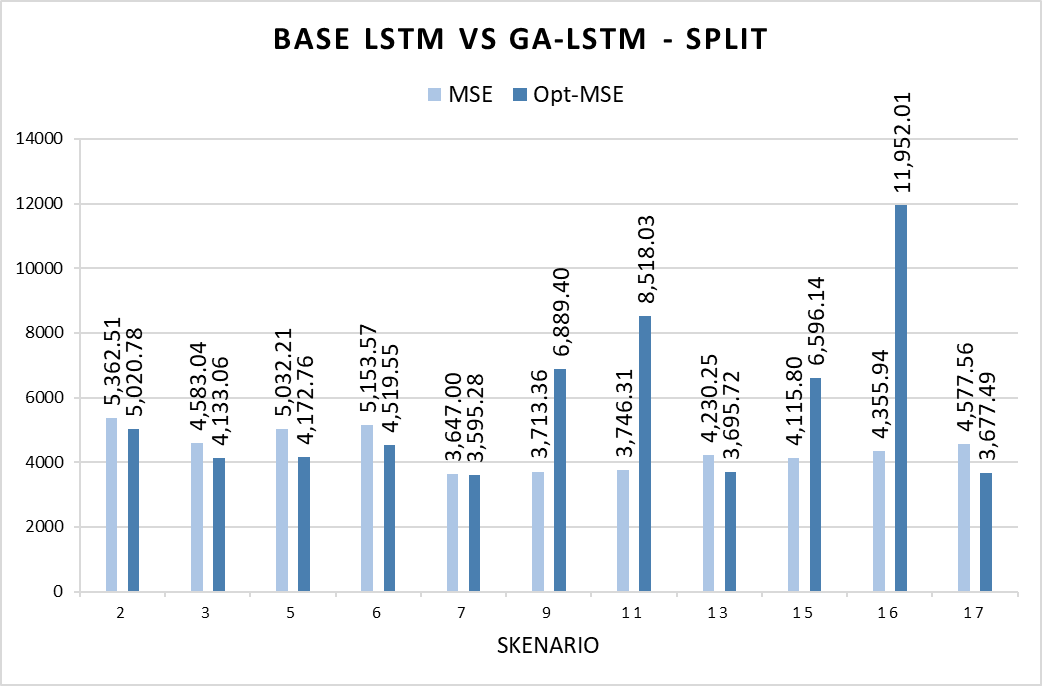 BASE LSTM VS GA-LSTM - SPLIT
MSE Opt-MSE
14000
12000
10000
8000
6000
4000
2000
0
5,362.51 5,020.78 4,583.04 4,133.06 5,032.21 4,172.76 5,153.57 4,519.55 3,647.00 3,595.28 3,713.36 6,889.40 3,746.31 8,518.03 4,230.25 3,695.72 4,115.80 6,596.14 4,355.94 11,952.01 4,577.56 3,677.49
2 3 5 6 7 9 11 13 15 16 17
SKENARIO